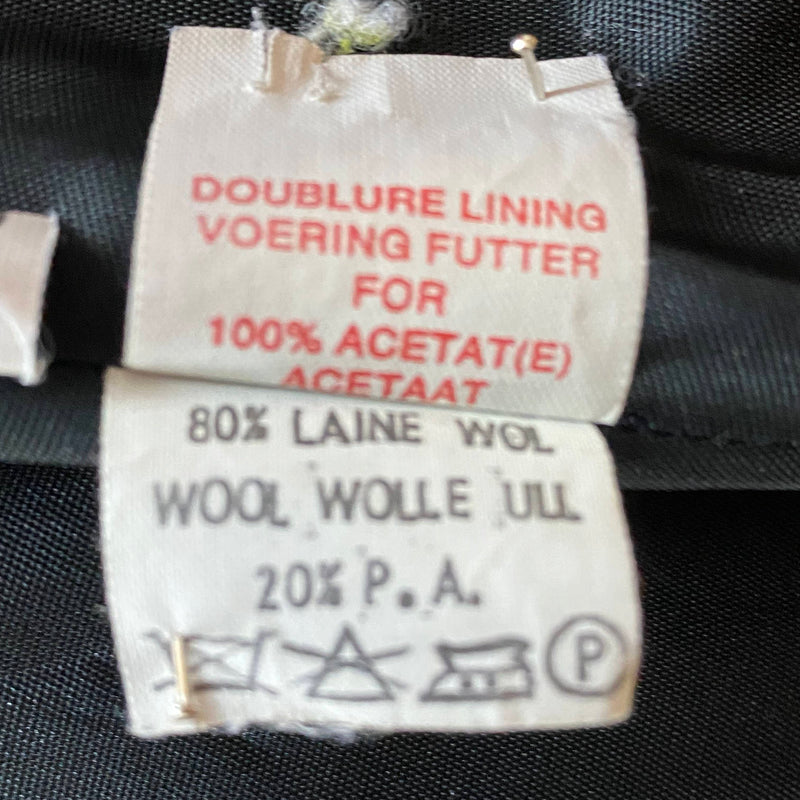 DOUBLURE LINING
VOERING FUTTER
FOR
100% ACETAT(E)
ACETAAT
80% LAINE WOL
WOOL WOLLE ULL
20% P.A.
P